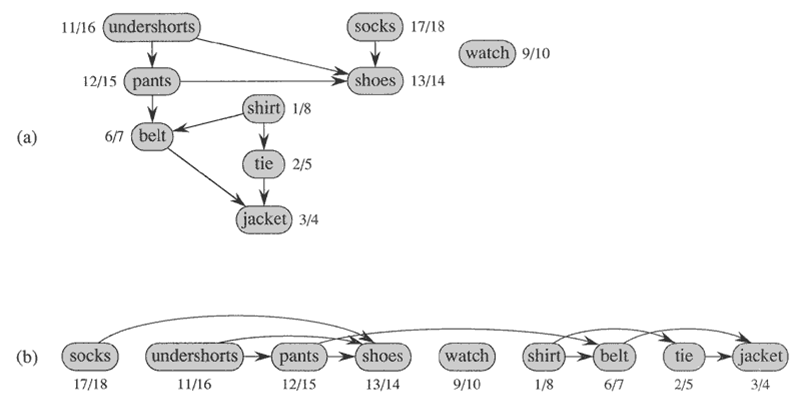 11/16 undershorts socks 17/18
watch 9/10
12/15 pants shoes 13/14
shirt 1/8
(a) 6/7 belt
tie 2/5
jacket 3/4
(b) socks undershorts pants shoes watch shirt belt tie jacket
17/18 11/16 12/15 13/14 9/10 1/8 6/7 2/5 3/4